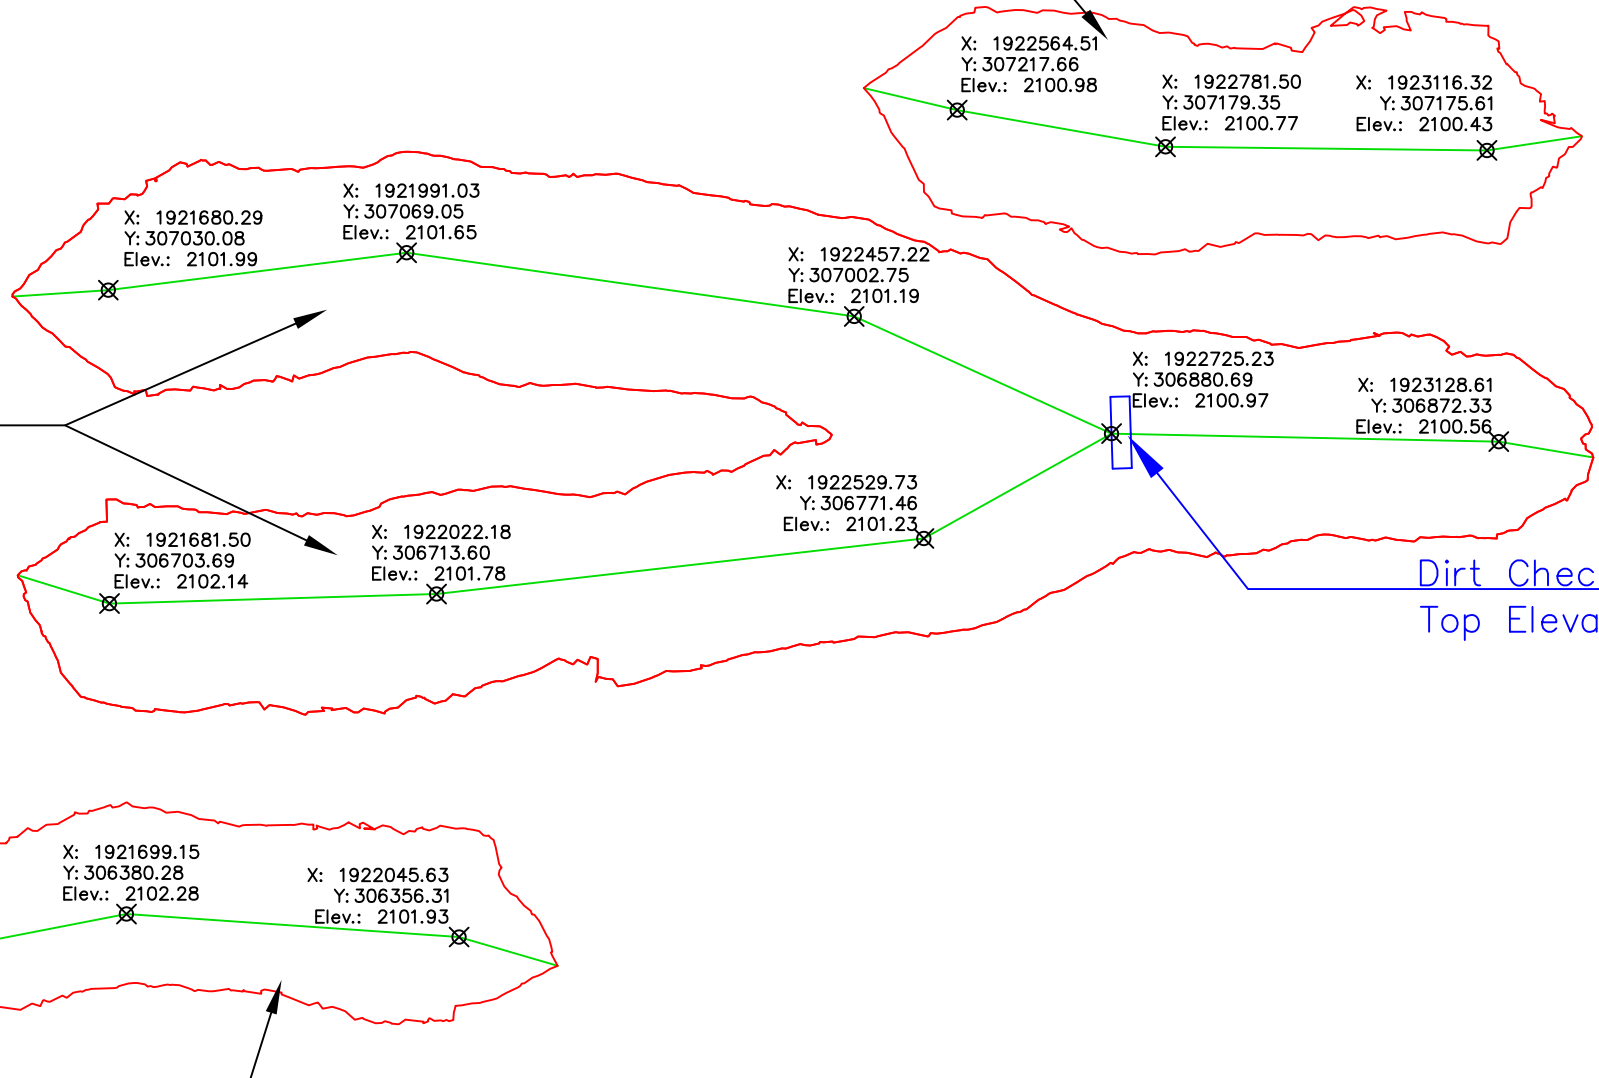 X: 1922564.51
Y: 307217.66
Elev.: 2100.98
X: 1922781.50
Y: 307179.35
Elev.: 2100.77
X: 1923116.32
Y: 307175.61
Elev.: 2100.43
X: 1921680.29
Y: 307030.08
Elev.: 2101.99
X: 1921991.03
Y: 307069.05
Elev.: 2101.65
X: 1922457.22
Y: 307002.75
Elev.: 2101.19
X: 1922725.23
Y: 306880.69
Elev.: 2100.97
X: 1923128.61
Y: 306872.33
Elev.: 2100.56
X: 1922529.73
Y: 306771.46
Elev.: 2101.23
X: 1921681.50
Y: 306703.69
Elev.: 2102.14
X: 1922022.18
Y: 306713.60
Elev.: 2101.78
Dirt Chec
Top Eleva
X: 1921699.15
Y: 306380.28
Elev.: 2102.28
X: 1922045.63
Y: 306356.31
Elev.: 2101.93